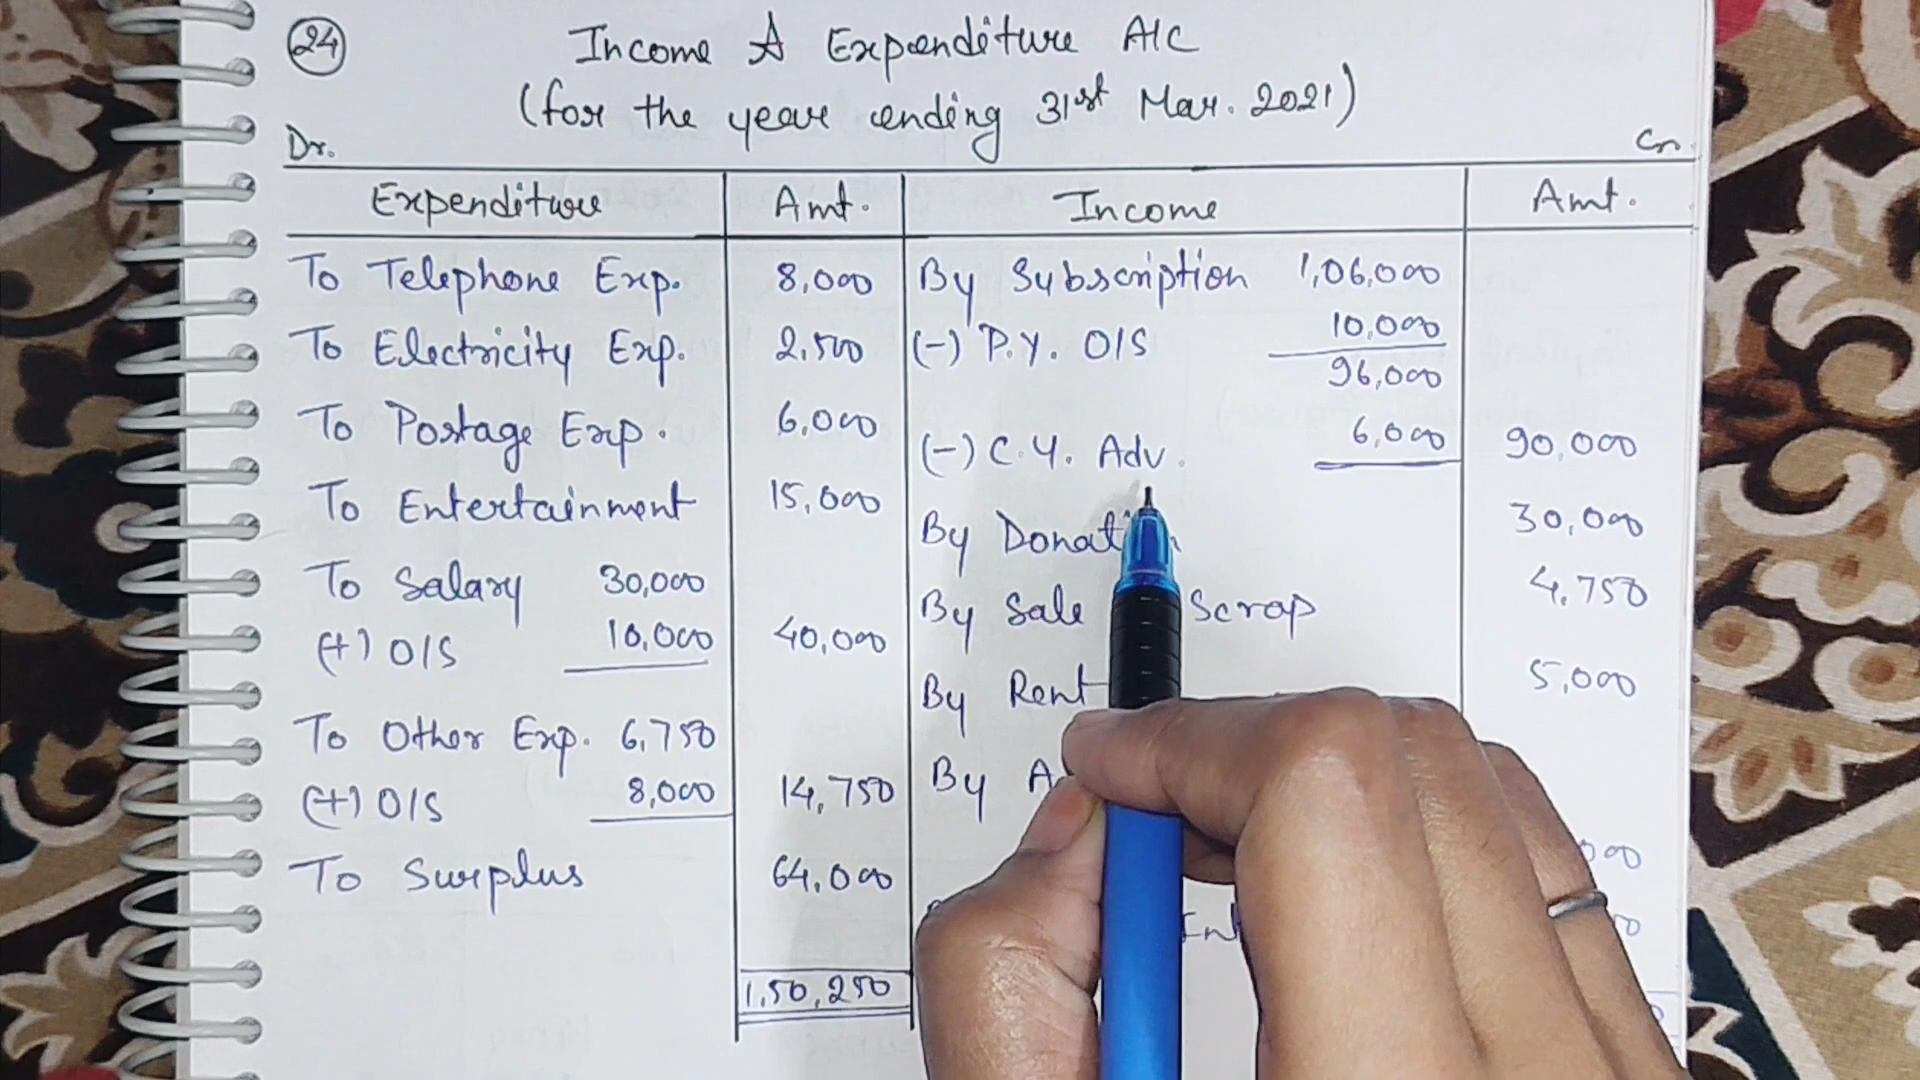 24
Income & Expenditure A/C
(for the year ending 31st Mar. 2021)
Dr. Cr.
Expenditure Amt. Income Amt.
To Telephone Exp. 8,000 By Subscription 1,06,000
To Electricity Exp. 2,500 (-) P.Y. O/S 10,000
96,000
To Postage Exp. 6,000 (-) C.Y. Adv. 6,000 90,000
To Entertainment 15,000 By Donation 30,000
To Salary 30,000 By Sale Scrap 4,750
(+) O/S 10,000 40,000
By Rent 5,000
To Other Exp. 6,750
(+) O/S 8,000 14,750 By
To Surplus 64,000
1,50,250